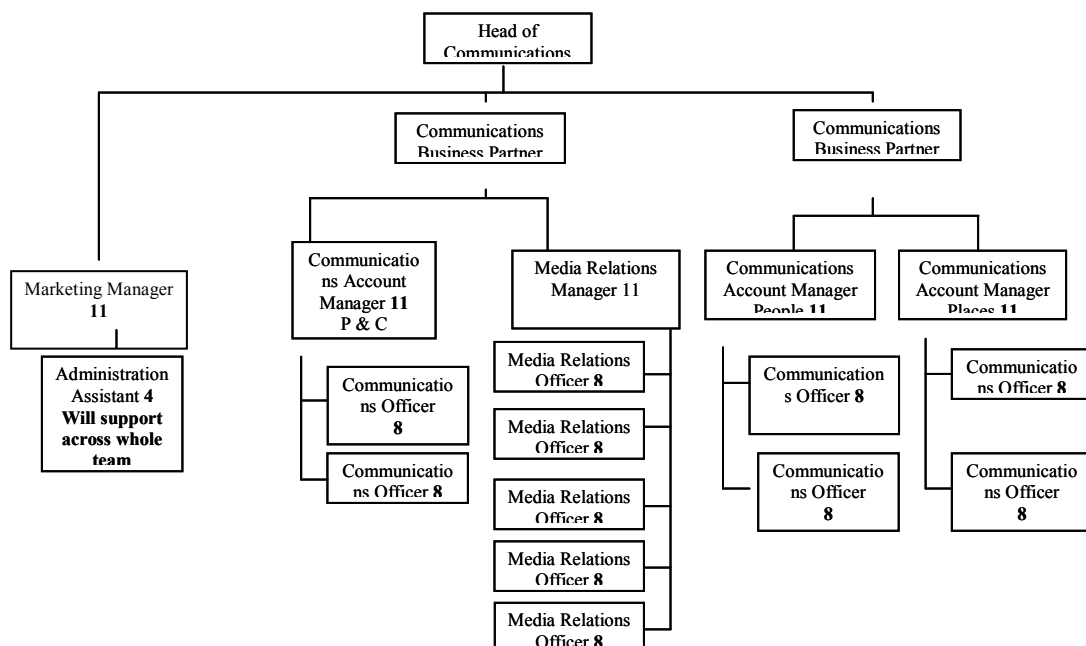 Head of
Communications
Communications
Business Partner
Communications
Business Partner
Marketing Manager
11
Communicatio
ns Account
Manager 11
P & C
Media Relations
Manager 11
Communications
Account Manager
People 11
Communications
Account Manager
Places 11
Administration
Assistant 4
Will support
across whole
team
Communicatio
ns Officer
8
Communicatio
ns Officer 8
Media Relations
Officer 8
Media Relations
Officer 8
Media Relations
Officer 8
Media Relations
Officer 8
Media Relations
Officer 8
Communication
s Officer 8
Communicatio
ns Officer
8
Communicatio
ns Officer 8
Communicatio
ns Officer
8